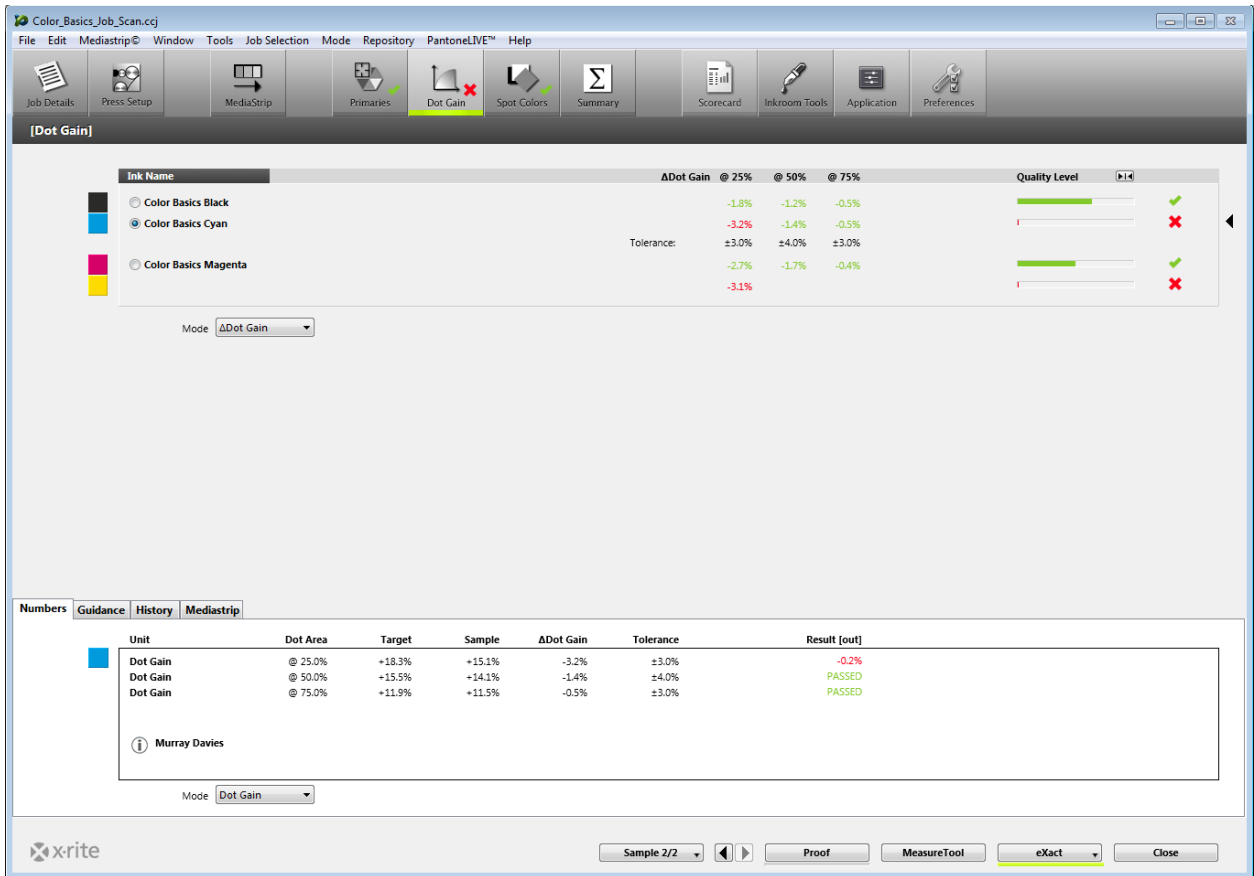 Color_Basics_Job_Scan.ccj
File Edit Mediastrip© Window Tools Job Selection Mode Repository PantoneLIVE™ Help
Job Details Press Setup MediaStrip Primaries Dot Gain Spot Colors Summary Scorecard Inkroom Tools Application Preferences
[Dot Gain]
Ink Name ΔDot Gain @ 25% @ 50% @ 75% Quality Level
Color Basics Black -1.8% -1.2% -0.5%
Color Basics Cyan -3.2% -1.4% -0.5%
Tolerance: ±3.0% ±4.0% ±3.0%
Color Basics Magenta -2.7% -1.7% -0.4%
-3.1%
Mode ΔDot Gain
Numbers Guidance History Mediastrip
Unit Dot Area Target Sample ΔDot Gain Tolerance Result [out]
Dot Gain @ 25.0% +18.3% +15.1% -3.2% ±3.0% -0.2%
Dot Gain @ 50.0% +15.5% +14.1% -1.4% ±4.0% PASSED
Dot Gain @ 75.0% +11.9% +11.5% -0.5% ±3.0% PASSED
Murray Davies
Mode Dot Gain
x·rite Sample 2/2 Proof MeasureTool eXact Close